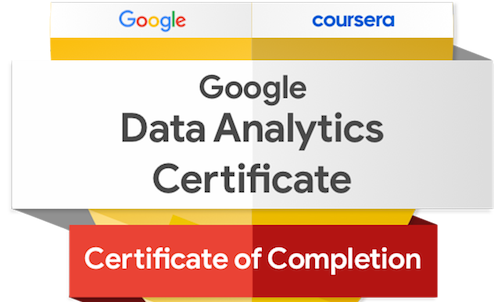 Google coursera
Google
Data Analytics
Certificate
Certificate of Completion